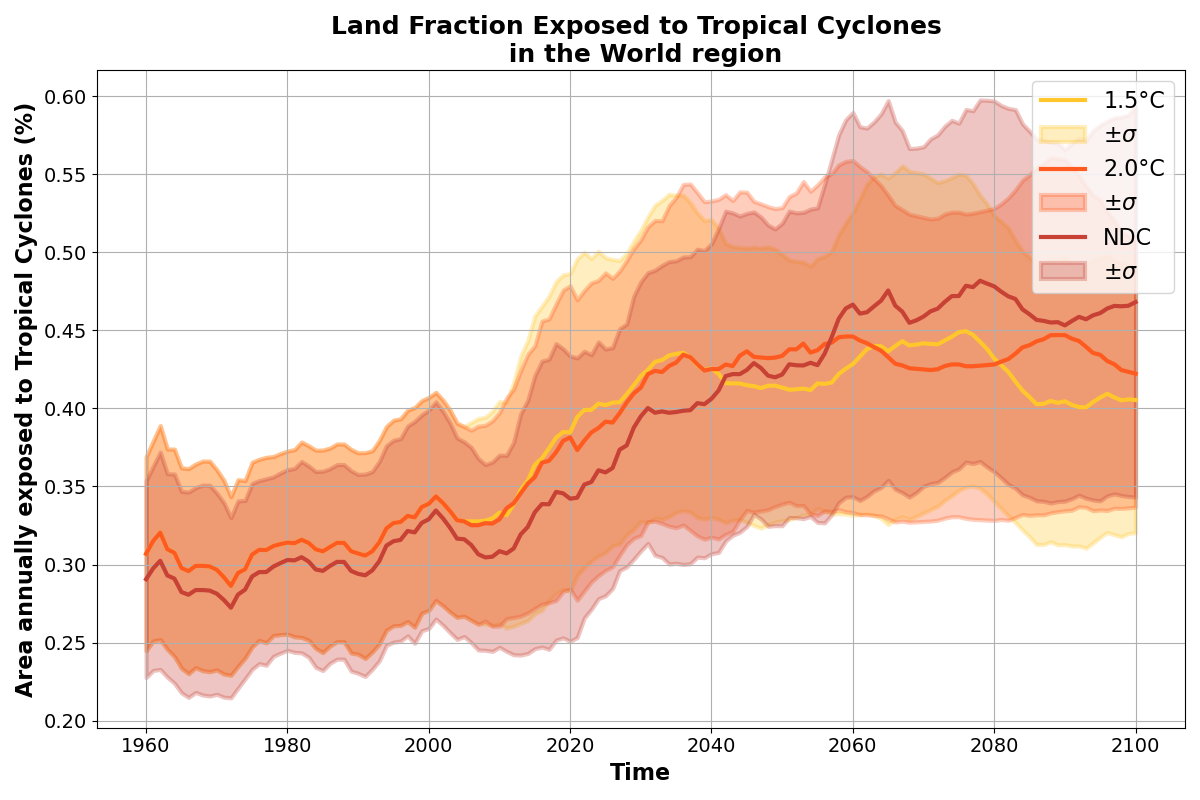 Land Fraction Exposed to Tropical Cyclones
in the World region
Area annually exposed to Tropical Cyclones (%)
0.60
0.55
0.50
0.45
0.40
0.35
0.30
0.25
0.20
1.5°C
±σ
2.0°C
±σ
NDC
±σ
1960
1980
2000
2020
2040
2060
2080
2100
Time